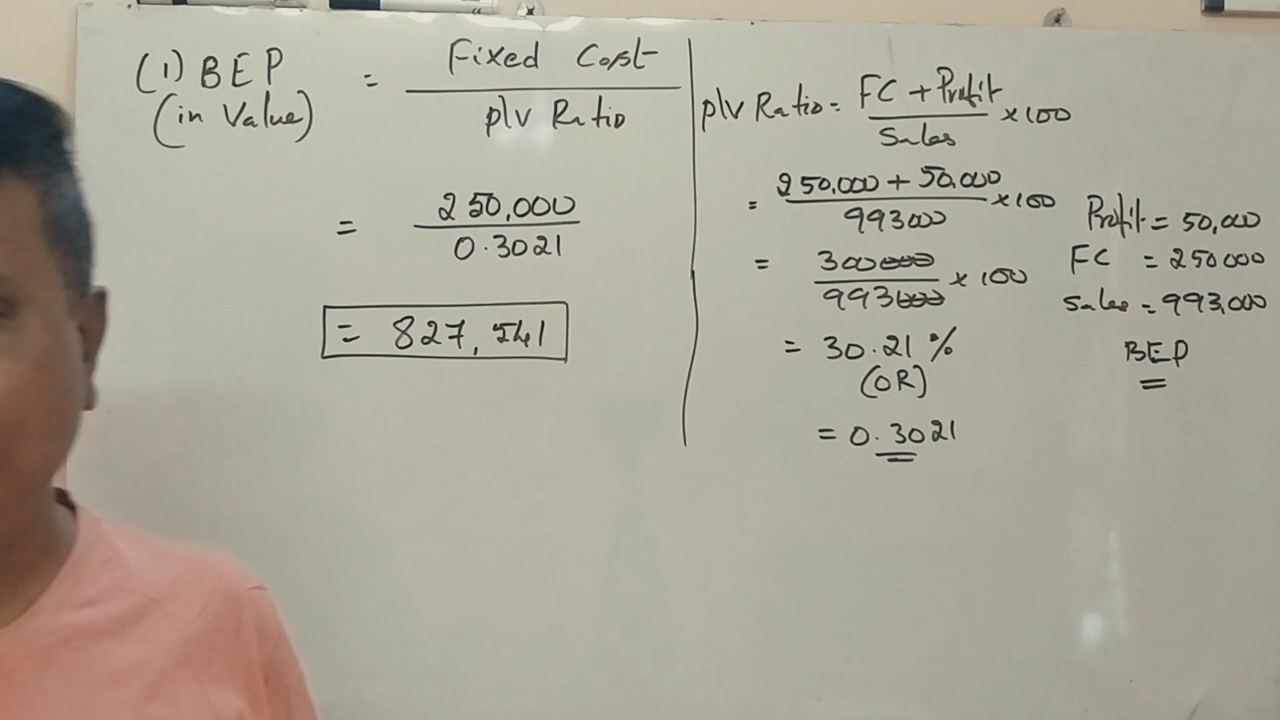 (1) BEP (in Value) = Fixed Cost / P/V Ratio
= 250,000 / 0.3021
= 827,541
P/V Ratio = FC + Profit / Sales × 100
= 250,000 + 50,000 / 993000 × 100
= 300000 / 993000 × 100
= 30.21 %
(OR)
= 0.3021
Profit = 50,000
FC = 250000
Sales = 993,000
BEP